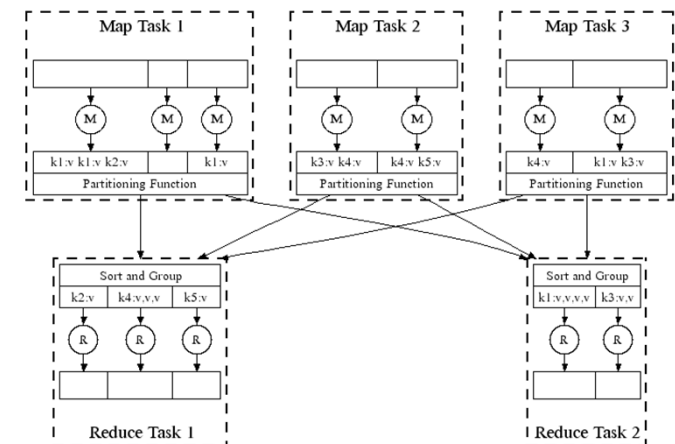 Map Task 1 Map Task 2 Map Task 3
M M M M M M M
k1:v k1:v k2:v k1:v k3:v k4:v k4:v k5:v k4:v k1:v k3:v
Partitioning Function Partitioning Function Partitioning Function
Sort and Group Sort and Group
k2:v k4:v,v,v k5:v k1:v,v,v,v k3:v,v
R R R R R
Reduce Task 1 Reduce Task 2